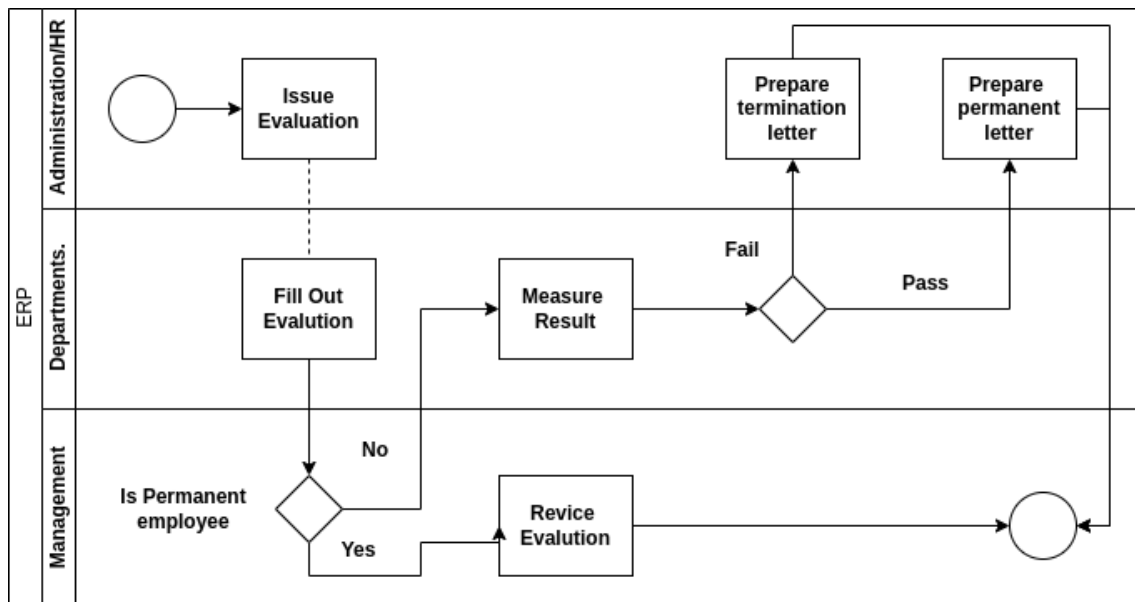 ERP
Administration/HR
Issue
Evaluation
Prepare
termination
letter
Prepare
permanent
letter
Departments.
Fill Out
Evalution
Measure
Result
Fail
Pass
Management
Is Permanent
employee
No
Yes
Revice
Evalution